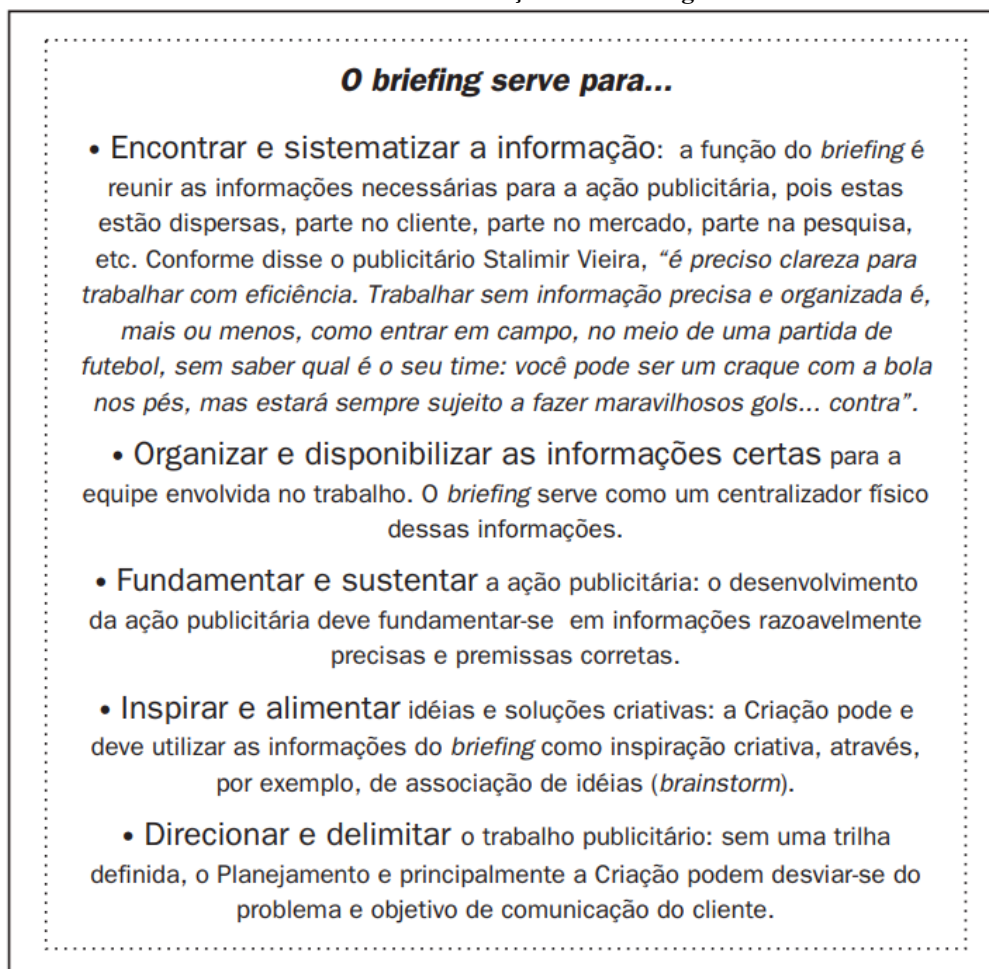 O briefing serve para...
• Encontrar e sistematizar a informação: a função do briefing é
reunir as informações necessárias para a ação publicitária, pois estas
estão dispersas, parte no cliente, parte no mercado, parte na pesquisa,
etc. Conforme disse o publicitário Stalimir Vieira, “é preciso clareza para
trabalhar com eficiência. Trabalhar sem informação precisa e organizada é,
mais ou menos, como entrar em campo, no meio de uma partida de
futebol, sem saber qual é o seu time: você pode ser um craque com a bola
nos pés, mas estará sempre sujeito a fazer maravilhosos gols... contra”.
• Organizar e disponibilizar as informações certas para a
equipe envolvida no trabalho. O briefing serve como um centralizador físico
dessas informações.
• Fundamentar e sustentar a ação publicitária: o desenvolvimento
da ação publicitária deve fundamentar-se em informações razoavelmente
precisas e premissas corretas.
• Inspirar e alimentar idéias e soluções criativas: a Criação pode e
deve utilizar as informações do briefing como inspiração criativa, através,
por exemplo, de associação de idéias (brainstorm).
• Direcionar e delimitar o trabalho publicitário: sem uma trilha
definida, o Planejamento e principalmente a Criação podem desviar-se do
problema e objetivo de comunicação do cliente.